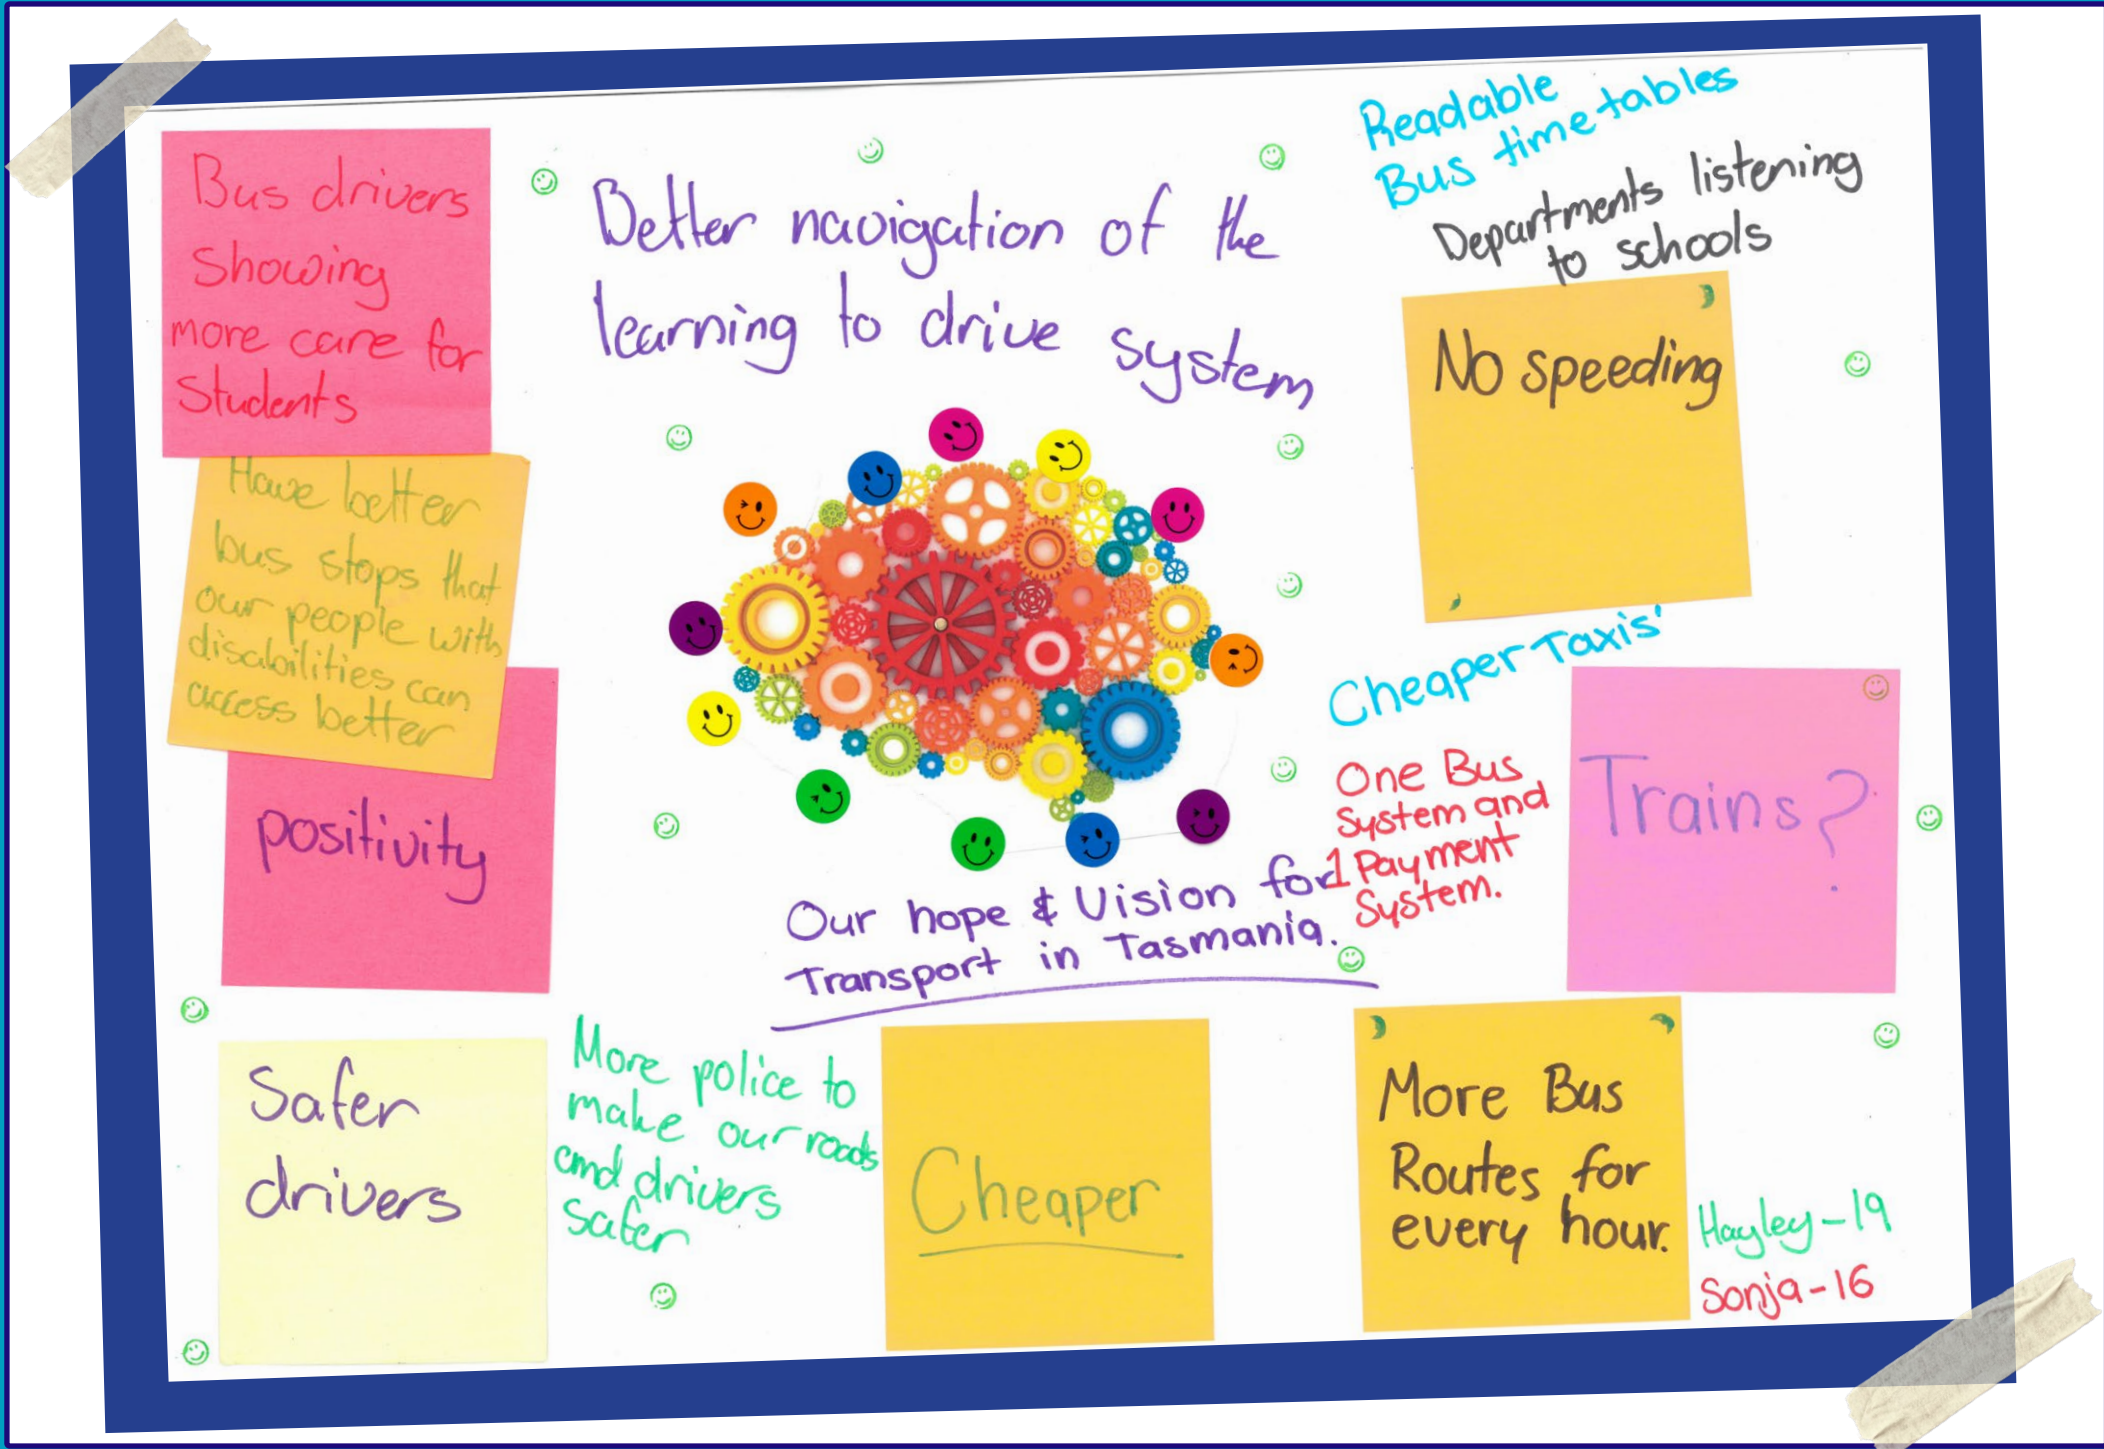 Bus drivers
Showing
more care for
Students
Have better
bus stops that
our people with
disabilities can
access better
positivity
Safer
drivers
Better navigation of the
learning to drive system
Our hope & Vision for
Transport in Tasmania.
More police to
make our roads
and drivers
safer
Cheaper
Readable
Bus timetables
Departments listening
to schools
No speeding
Cheaper Taxis'
One Bus
System and
1 Payment
System.
Trains?
More Bus
Routes for
every hour.
Hayley-19
Sonja-16